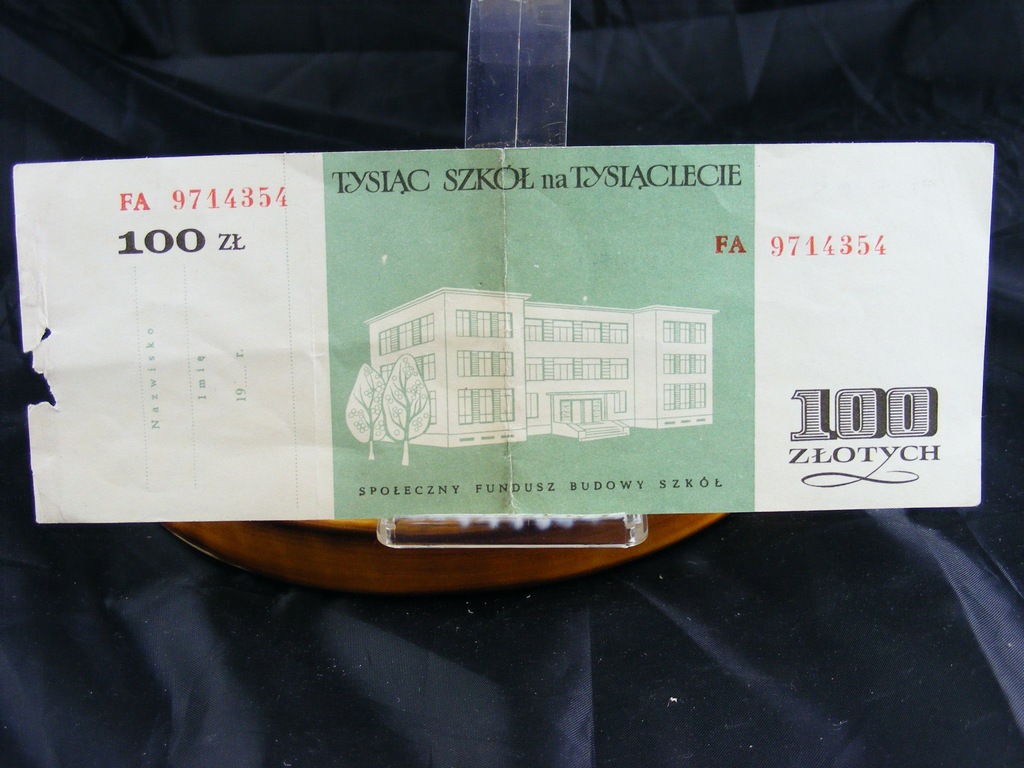 TYSIĄC SZKÓŁ na TYSIĄCLECIE
FA 9714354
100 ZŁ
Nazwisko
Imię
19 r.
FA 9714354
100
ZŁOTYCH
SPOŁECZNY FUNDUSZ BUDOWY SZKÓŁ